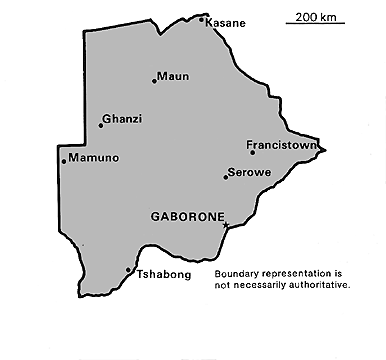 Kasane
200 km
Maun
Ghanzi
Francistown
Mamuno
Serowe
GABORONE
Tshabong
Boundary representation is
not necessarily authoritative.